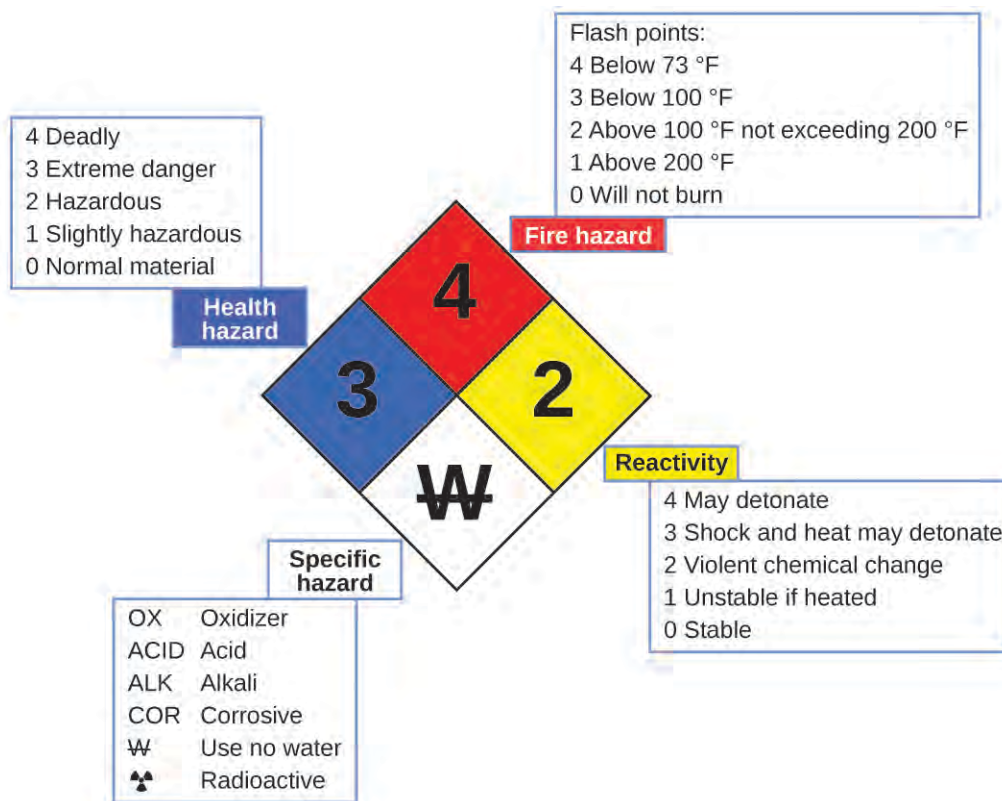 Flash points:
4 Below 73 °F
3 Below 100 °F
2 Above 100 °F not exceeding 200 °F
1 Above 200 °F
0 Will not burn
Fire hazard
4 Deadly
3 Extreme danger
2 Hazardous
1 Slightly hazardous
0 Normal material
Health
hazard
4
3
2
W
Reactivity
4 May detonate
3 Shock and heat may detonate
2 Violent chemical change
1 Unstable if heated
0 Stable
Specific
hazard
OX Oxidizer
ACID Acid
ALK Alkali
COR Corrosive
W Use no water
☢ Radioactive